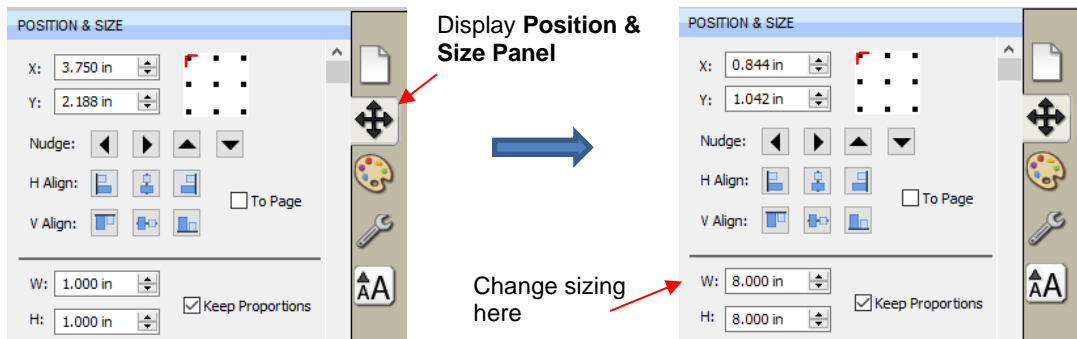 POSITION & SIZE
X: 3.750 in
Y: 2.188 in
Nudge:
H Align:
To Page
V Align:
W: 1.000 in
Keep Proportions
H: 1.000 in
AA
Display Position &
Size Panel
Change sizing
here
POSITION & SIZE
X: 0.844 in
Y: 1.042 in
Nudge:
H Align:
To Page
V Align:
W: 8.000 in
Keep Proportions
H: 8.000 in
AA